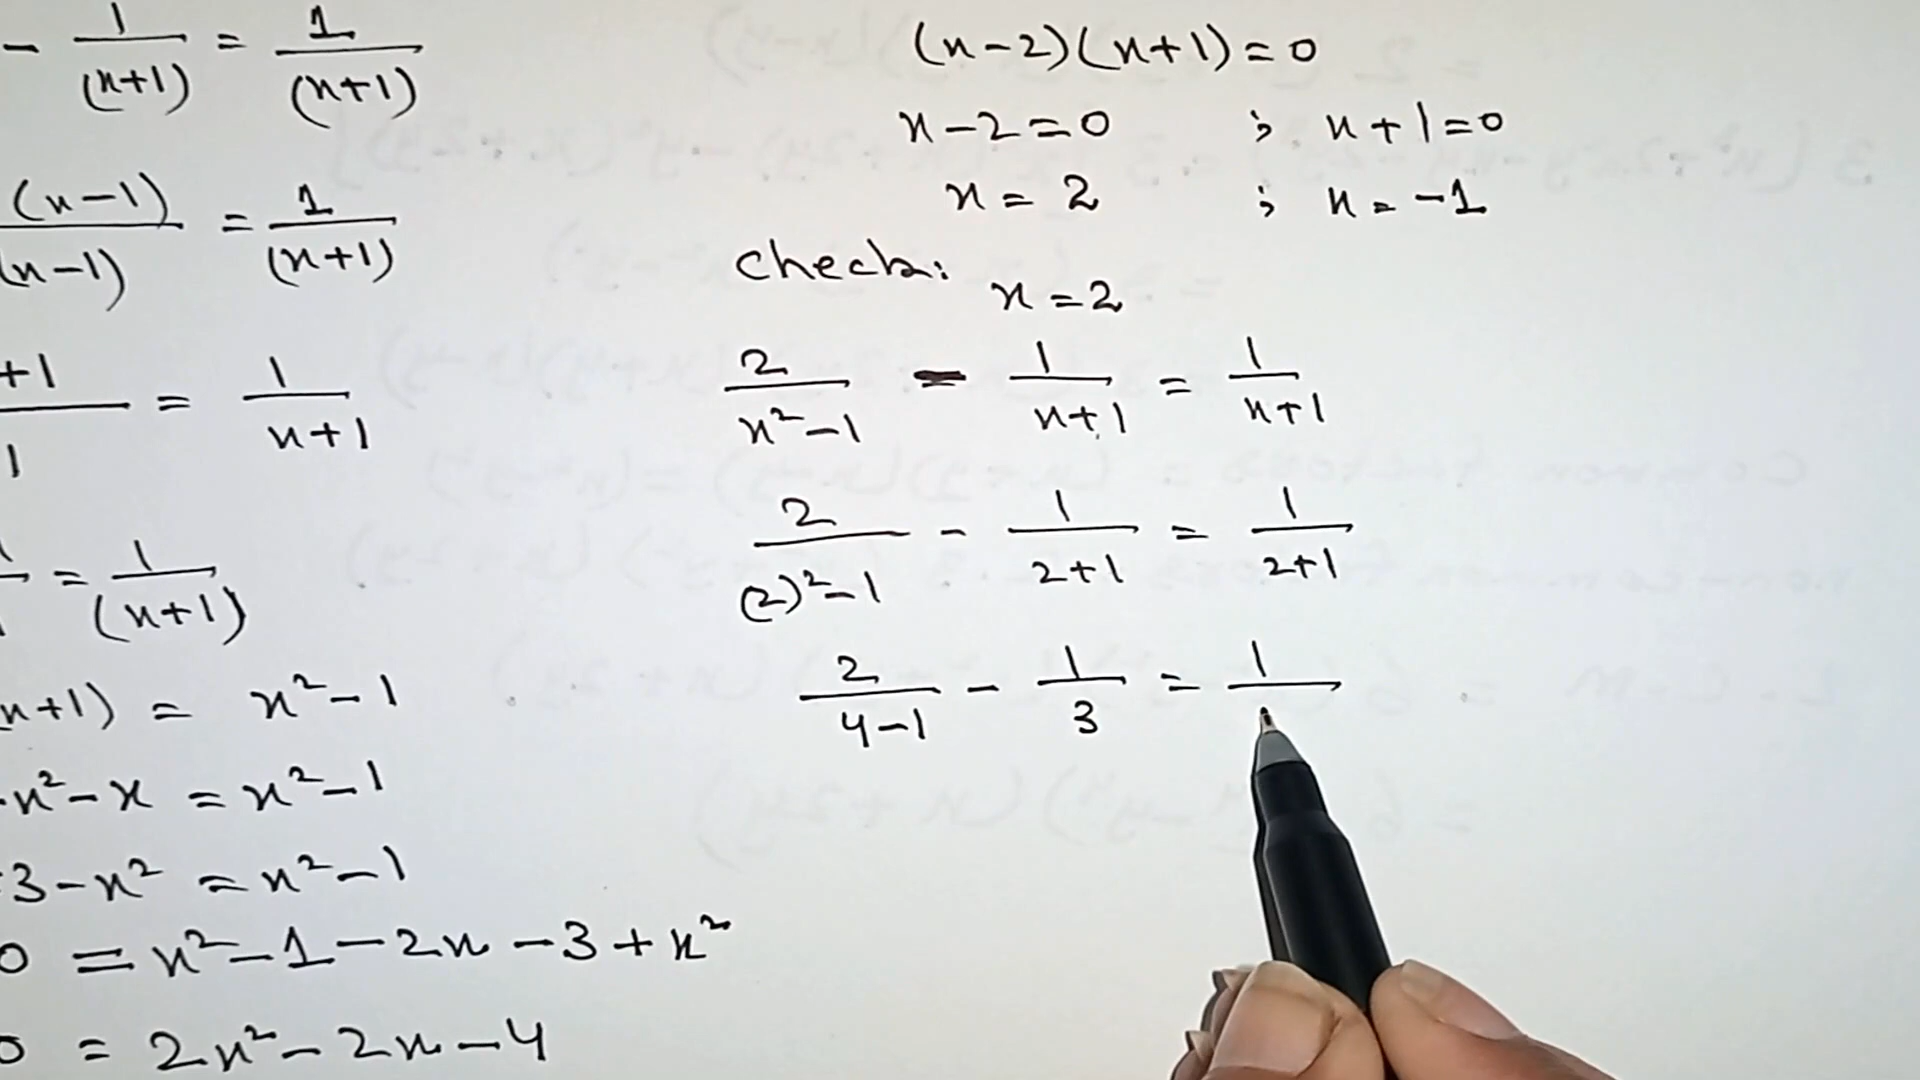 - 1/(x+1) = 1/(x+1)
(x-1)/(x-1) = 1/(x+1)
+1/1 = 1/x+1
= 1/(x+1)
x+1) = x²-1
x²-x = x²-1
3-x² = x²-1
0 = x²-1-2x-3+x²
0 = 2x²-2x-4
(x-2)(x+1)=0
x-2=0 ; x+1=0
x=2 ; x=-1
Check:
x=2
2/x²-1 - 1/x+1 = 1/x+1
2/(2)²-1 - 1/2+1 = 1/2+1
2/4-1 - 1/3 = 1/